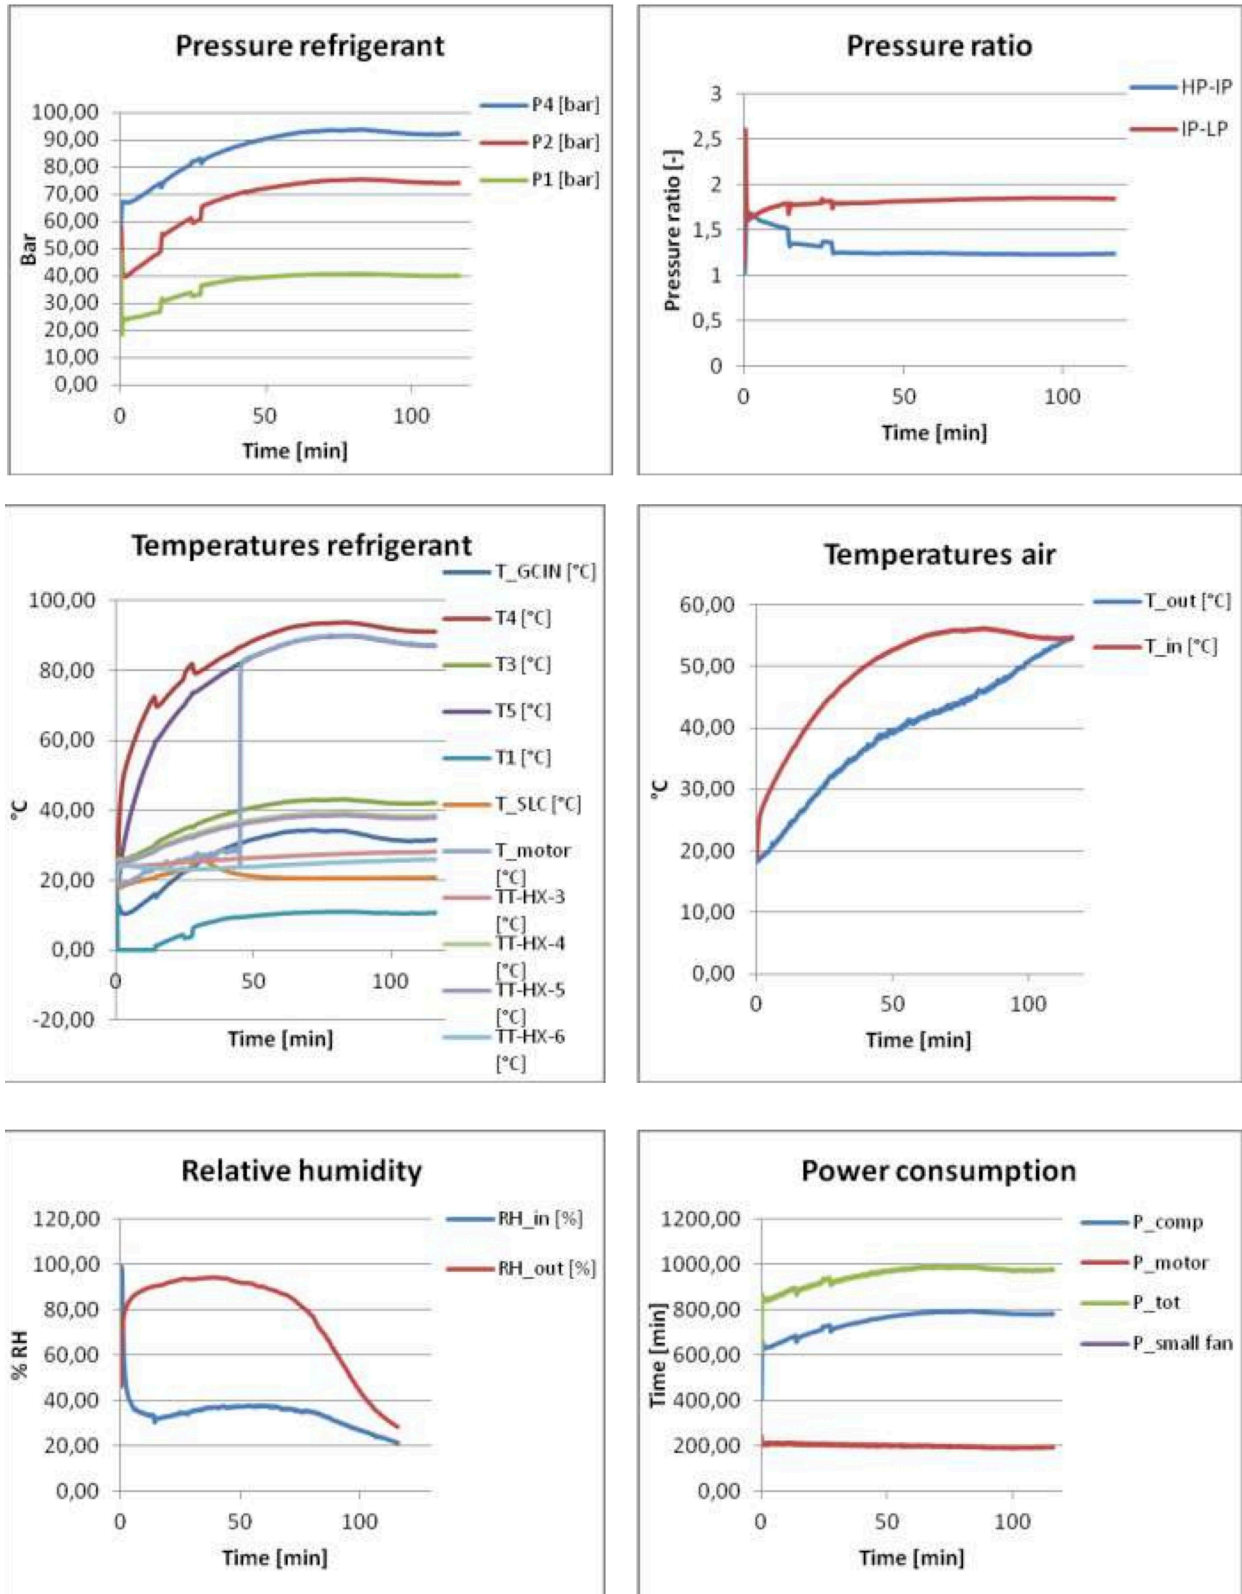 Pressure refrigerant
100,00
90,00
80,00
70,00
60,00
50,00
40,00
30,00
20,00
10,00
0,00
Bar
0
50
100
Time [min]
P4 [bar]
P2 [bar]
P1 [bar]
Pressure ratio
3
2,5
2
1,5
1
0,5
0
Pressure ratio [-]
0
50
100
Time [min]
HP-IP
IP-LP
Temperatures refrigerant
100,00
80,00
60,00
40,00
20,00
0,00
-20,00
°C
0
50
100
Time [min]
T_GCIN [°C]
T4 [°C]
T3 [°C]
T5 [°C]
T1 [°C]
T_SLC [°C]
T_motor
[°C]
TT-HX-3
[°C]
TT-HX-4
[°C]
TT-HX-5
[°C]
TT-HX-6
[°C]
Temperatures air
60,00
50,00
40,00
30,00
20,00
10,00
0,00
°C
0
50
100
Time [min]
T_out [°C]
T_in [°C]
Relative humidity
120,00
100,00
80,00
60,00
40,00
20,00
0,00
% RH
0
50
100
Time [min]
RH_in [%]
RH_out [%]
Power consumption
1200,00
1000,00
800,00
600,00
400,00
200,00
0,00
Time [min]
0
50
100
Time [min]
P_comp
P_motor
P_tot
P_small fan